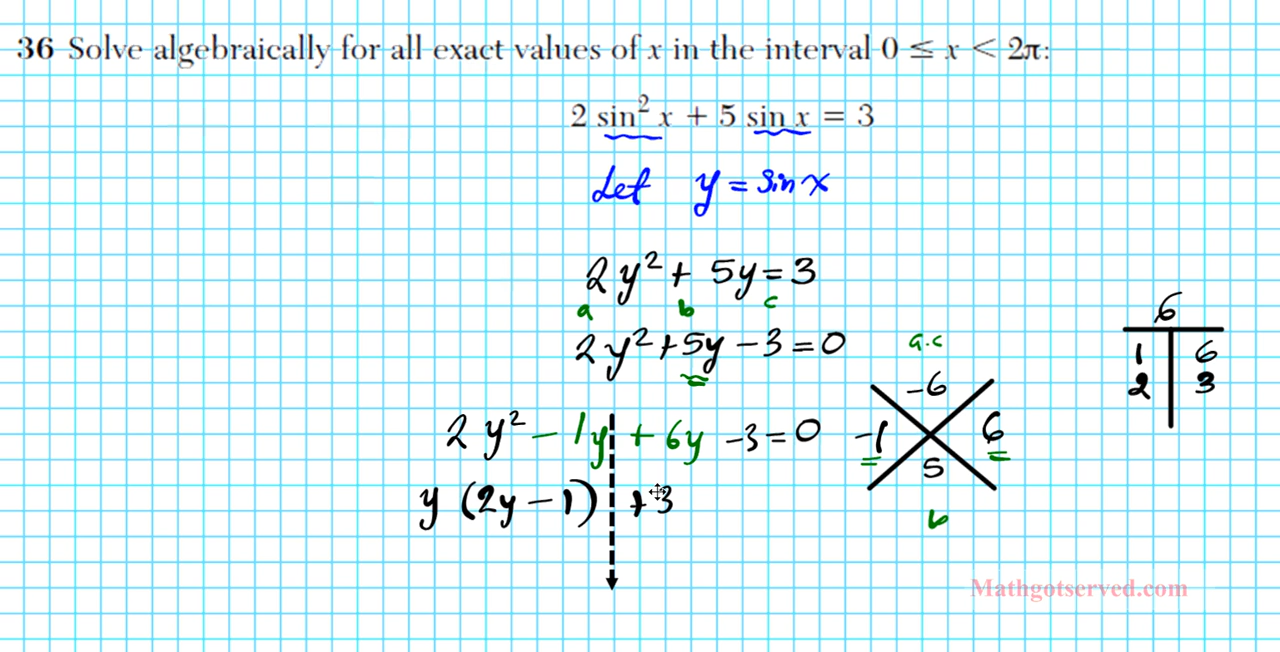 36 Solve algebraically for all exact values of x in the interval 0 ≤ x < 2π:
2 sin² x + 5 sin x = 3
Let y = sin x
2y² + 5y = 3
a b c
2y² + 5y - 3 = 0
2y² - 1y + 6y - 3 = 0
y (2y - 1) + 3
a.c
-6
-1 6
5
b
6
1 6
2 3
Mathgotserved.com